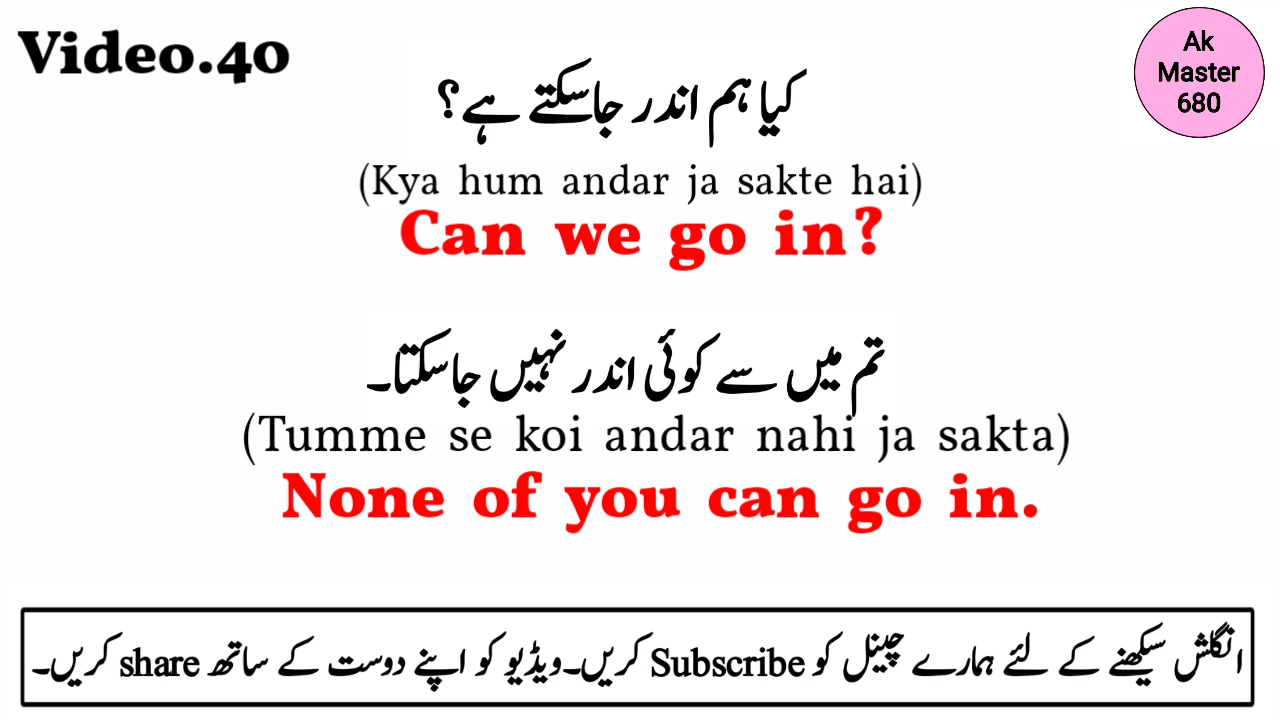 Video.40
Ak
Master
680
کیا ہم اندر جاسکتے ہے؟
(Kya hum andar ja sakte hai)
Can we go in?
تم میں سے کوئی اندر نہیں جاسکتا۔
(Tumme se koi andar nahi ja sakta)
None of you can go in.
انگلش سیکھنے کے لئے ہمارے چینل کو Subscribe کریں۔ویڈیو کو اپنے دوست کے ساتھ share کریں۔